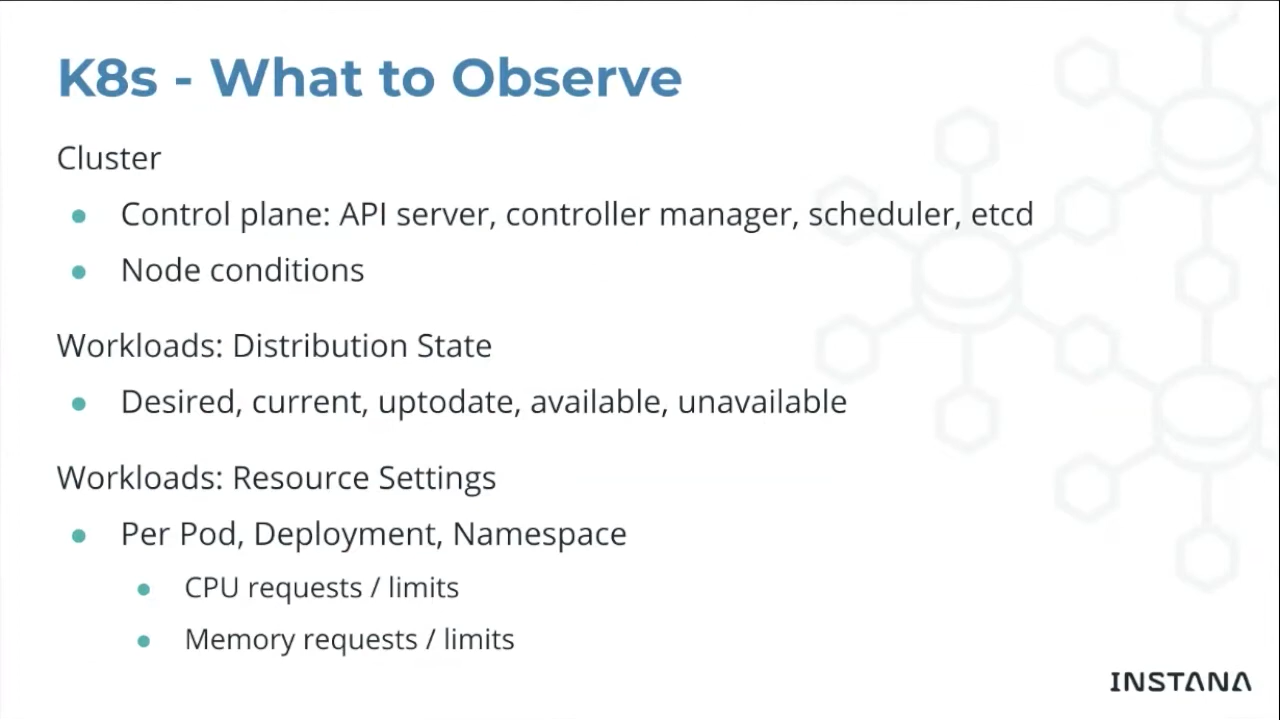 K8s - What to Observe
Cluster
Control plane: API server, controller manager, scheduler, etcd
Node conditions
Workloads: Distribution State
Desired, current, uptodate, available, unavailable
Workloads: Resource Settings
Per Pod, Deployment, Namespace
CPU requests / limits
Memory requests / limits
INSTANA